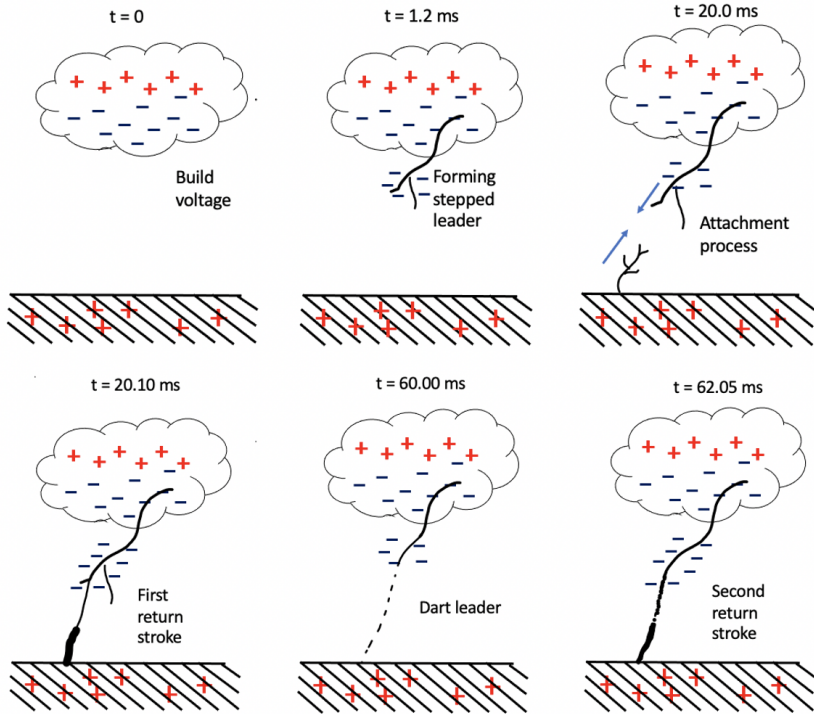 t = 0
t = 1.2 ms
t = 20.0 ms
Build
voltage
Forming
stepped
leader
Attachment
process
t = 20.10 ms
t = 60.00 ms
t = 62.05 ms
First
return
stroke
Dart leader
Second
return
stroke